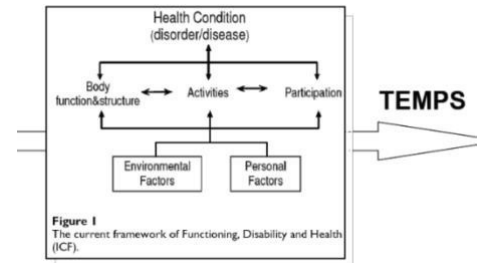 Health Condition
(disorder/disease)
Body
function&structure
Activities
Participation
TEMPS
Environmental
Factors
Personal
Factors
Figure 1
The current framework of Functioning, Disability and Health
(ICF).